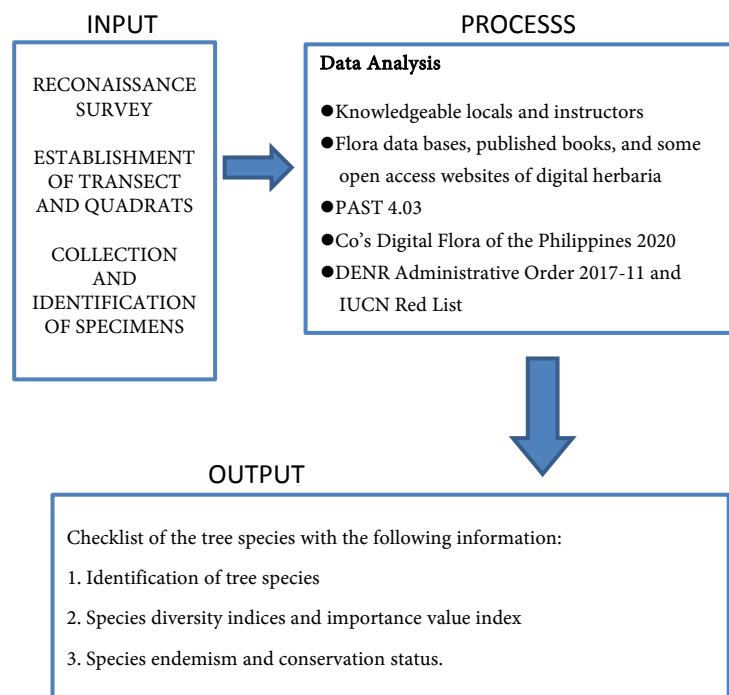 INPUT
RECONAISSANCE
SURVEY
ESTABLISHMENT
OF TRANSECT
AND QUADRATS
COLLECTION
AND
IDENTIFICATION
OF SPECIMENS
PROCESSS
Data Analysis
●Knowledgeable locals and instructors
●Flora data bases, published books, and some
open access websites of digital herbaria
●PAST 4.03
●Co's Digital Flora of the Philippines 2020
●DENR Administrative Order 2017-11 and
IUCN Red List
OUTPUT
Checklist of the tree species with the following information:
1. Identification of tree species
2. Species diversity indices and importance value index
3. Species endemism and conservation status.